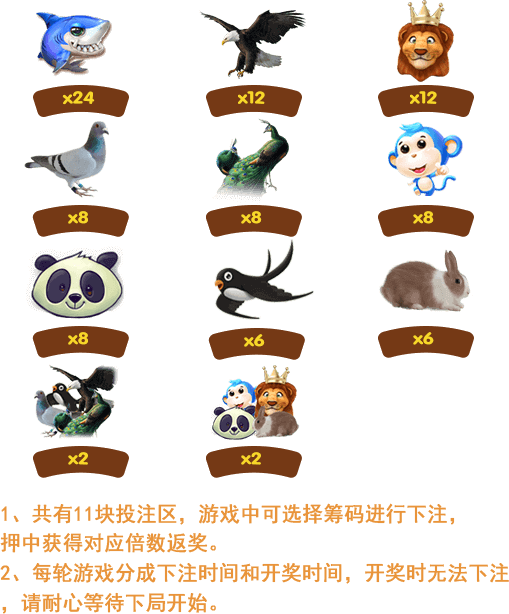 x24 x12 x12
x8 x8 x8
x8 x6 x6
x2 x2
1、共有11块投注区，游戏中可选择筹码进行下注，
押中获得对应倍数返奖。
2、每轮游戏分成下注时间和开奖时间，开奖时无法下注
，请耐心等待下局开始。